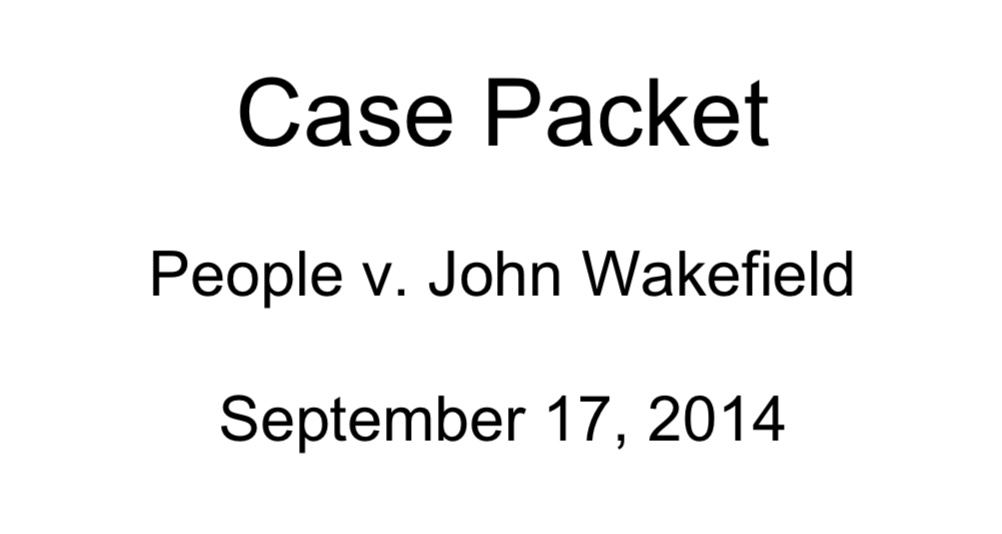 Case Packet
People v. John Wakefield
September 17, 2014